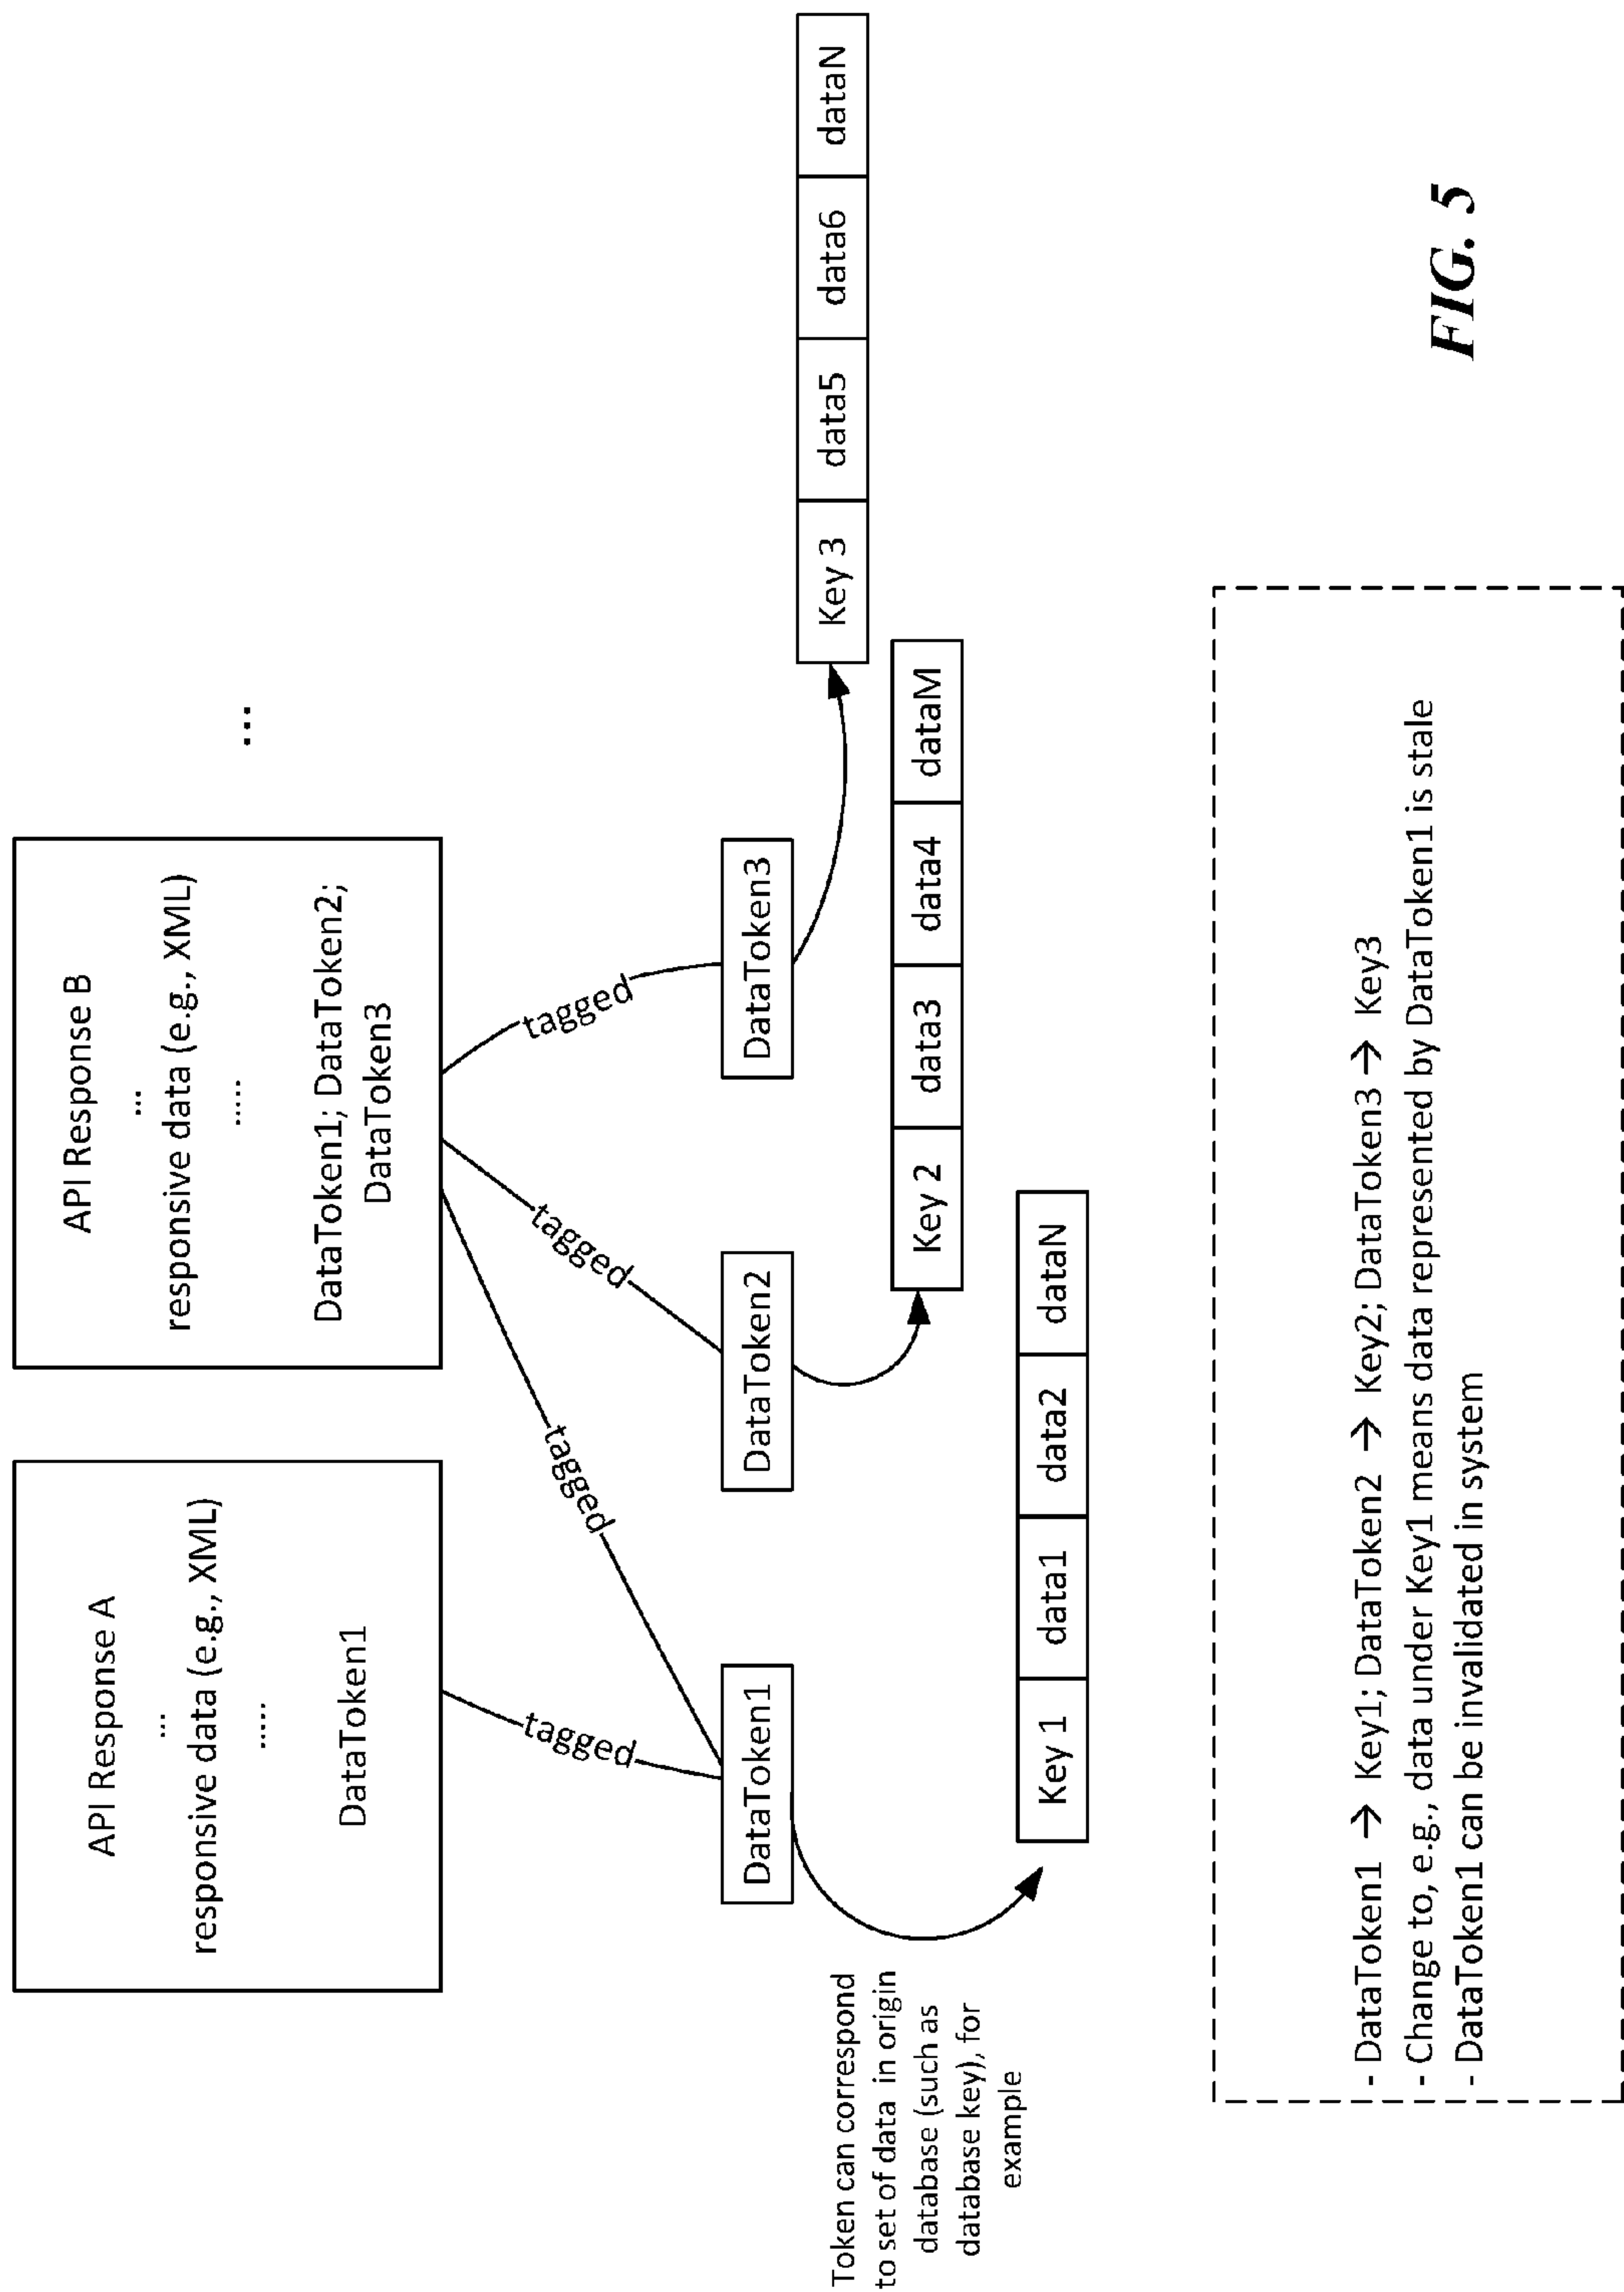 API Response A
...
responsive data (e.g., XML)
.....
DataToken1
API Response B
...
responsive data (e.g., XML)
.....
DataToken1; DataToken2;
DataToken3
...
tagged
tagged
tagged
tagged
DataToken1
DataToken2
DataToken3
Token can correspond
to set of data in origin
database (such as
database key), for
example
Key 3 data5 data6 dataN
Key 2 data3 data4 dataM
Key 1 data1 data2 dataN
- DataToken1 → Key1; DataToken2 → Key2; DataToken3 → Key3
- Change to, e.g., data under Key1 means data represented by DataToken1 is stale
- DataToken1 can be invalidated in system
FIG. 5